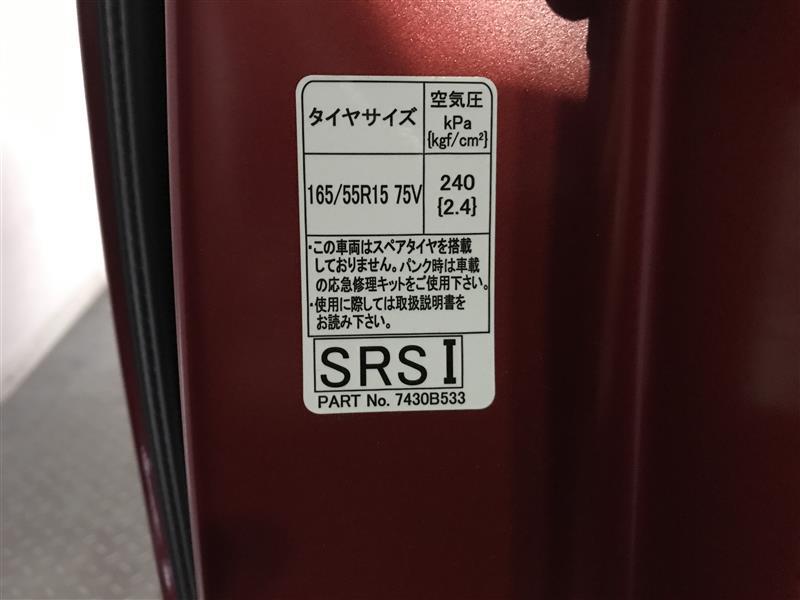 タイヤサイズ
空気圧
kPa
{kgf/cm²}
165/55R15 75V
240
{2.4}
・この車両はスペアタイヤを搭載
しておりません。パンク時は車載
の応急修理キットをご使用下さい。
・使用に際しては取扱説明書を
お読み下さい。
SRS I
PART No. 7430B533